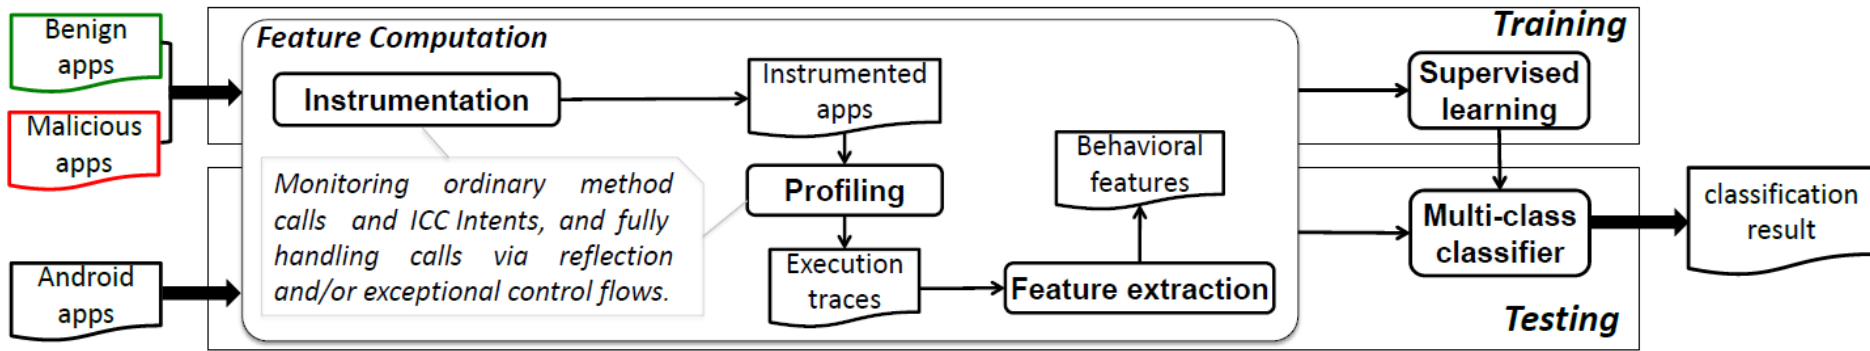 Benign
apps
Malicious
apps
Android
apps
Feature Computation
Instrumentation
Monitoring ordinary method
calls and ICC Intents, and fully
handling calls via reflection
and/or exceptional control flows.
Instrumented
apps
Profiling
Execution
traces
Feature extraction
Behavioral
features
Training
Supervised
learning
Multi-class
classifier
Testing
classification
result